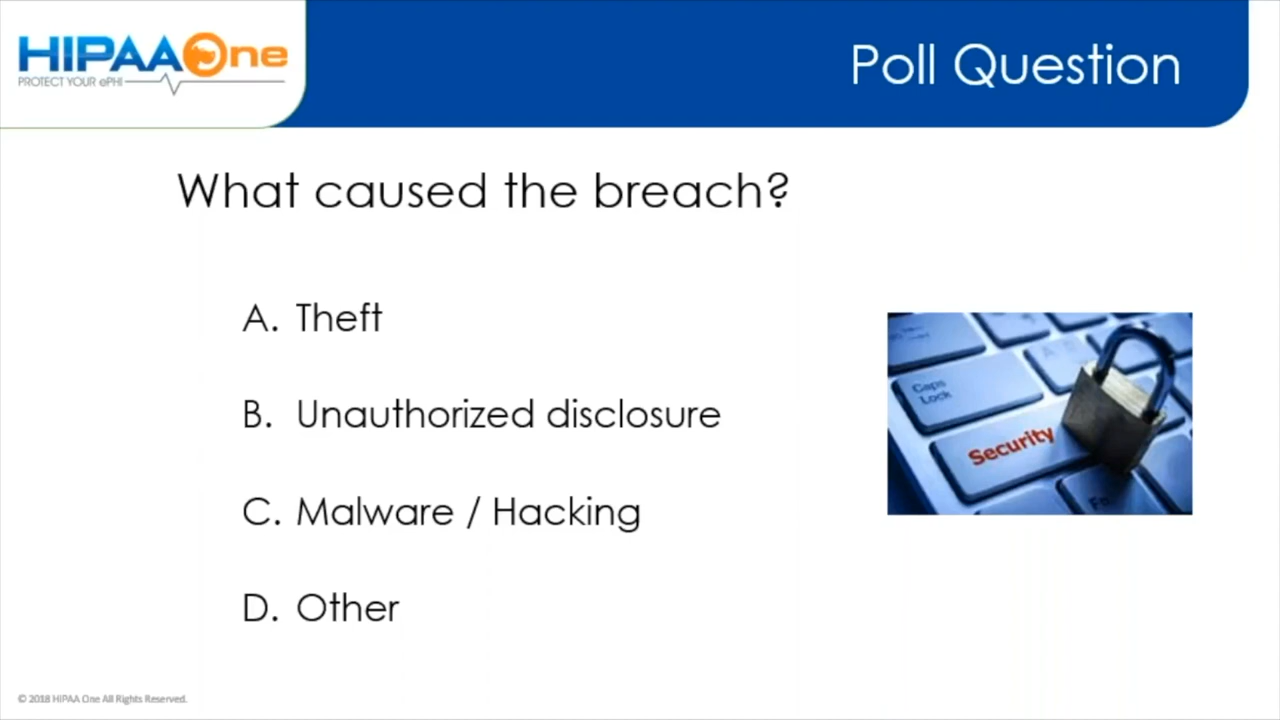 HIPAA One
PROTECT YOUR ePHI
Poll Question
What caused the breach?
A. Theft
B. Unauthorized disclosure
C. Malware / Hacking
D. Other
Caps
Lock
Security
Fn
© 2018 HIPAA One All Rights Reserved.